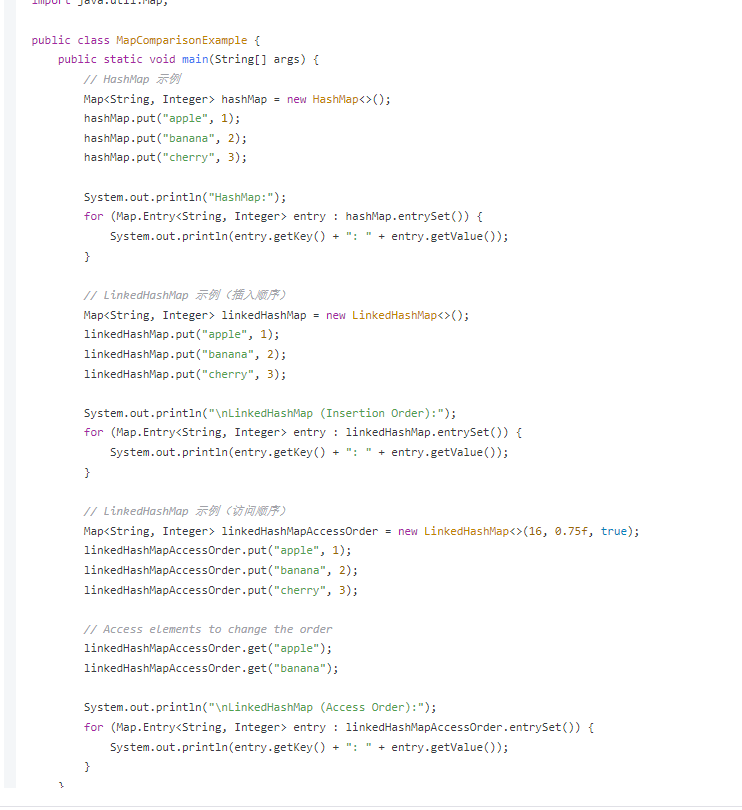 import java.util.Map;
public class MapComparisonExample {
public static void main(String[] args) {
// HashMap 示例
Map<String, Integer> hashMap = new HashMap<>();
hashMap.put("apple", 1);
hashMap.put("banana", 2);
hashMap.put("cherry", 3);
System.out.println("HashMap:");
for (Map.Entry<String, Integer> entry : hashMap.entrySet()) {
System.out.println(entry.getKey() + ": " + entry.getValue());
}
// LinkedHashMap 示例（插入顺序）
Map<String, Integer> linkedHashMap = new LinkedHashMap<>();
linkedHashMap.put("apple", 1);
linkedHashMap.put("banana", 2);
linkedHashMap.put("cherry", 3);
System.out.println("\nLinkedHashMap (Insertion Order):");
for (Map.Entry<String, Integer> entry : linkedHashMap.entrySet()) {
System.out.println(entry.getKey() + ": " + entry.getValue());
}
// LinkedHashMap 示例（访问顺序）
Map<String, Integer> linkedHashMapAccessOrder = new LinkedHashMap<>(16, 0.75f, true);
linkedHashMapAccessOrder.put("apple", 1);
linkedHashMapAccessOrder.put("banana", 2);
linkedHashMapAccessOrder.put("cherry", 3);
// Access elements to change the order
linkedHashMapAccessOrder.get("apple");
linkedHashMapAccessOrder.get("banana");
System.out.println("\nLinkedHashMap (Access Order):");
for (Map.Entry<String, Integer> entry : linkedHashMapAccessOrder.entrySet()) {
System.out.println(entry.getKey() + ": " + entry.getValue());
}
}